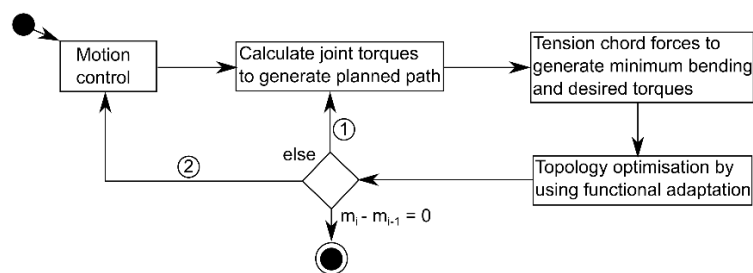 Motion
control
Calculate joint torques
to generate planned path
Tension chord forces to
generate minimum bending
and desired torques
1
else
2
Topology optimisation by
using functional adaptation
mᵢ - mᵢ₋₁ = 0